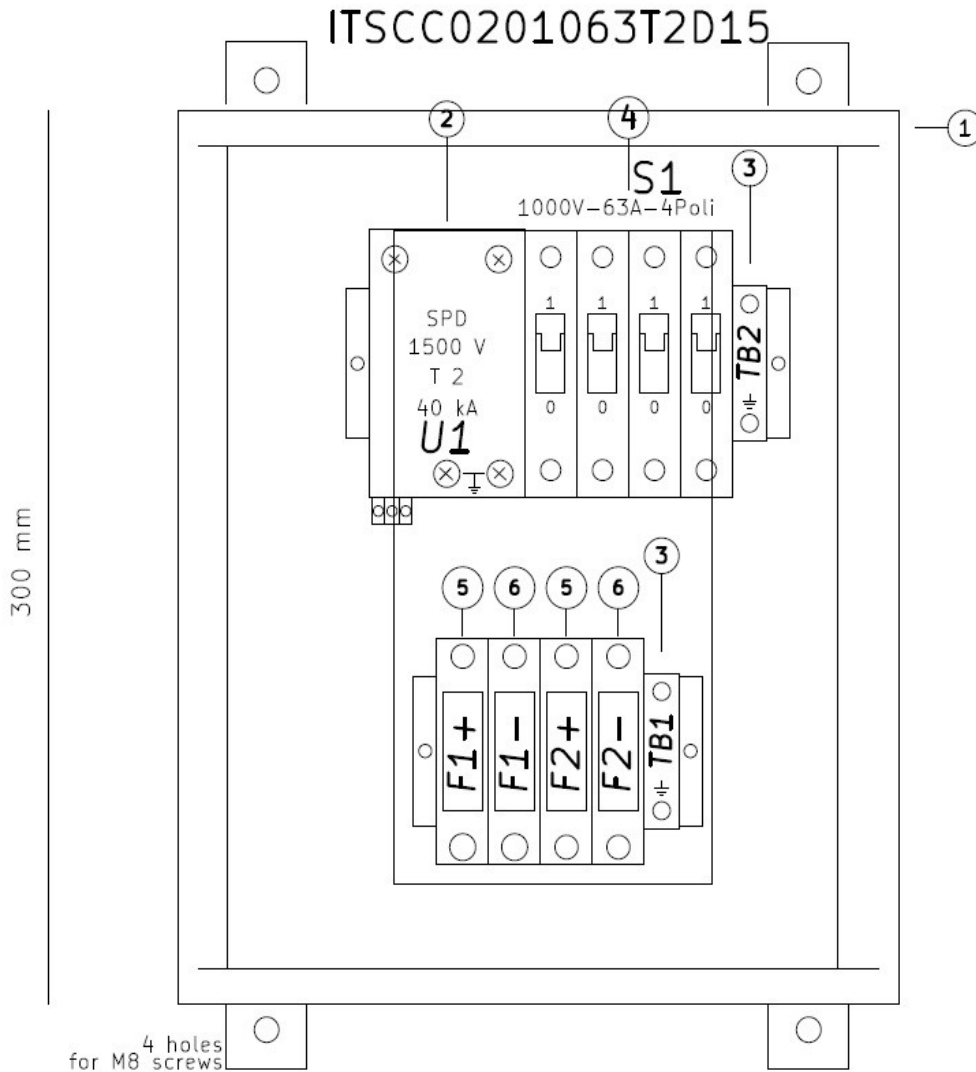 ITSCC0201063T2D15
2
4
1
3
S1
1000V-63A-4Poli
SPD
1500 V
T 2
40 kA
U1
1 1 1 1
0 0 0 0
TB2
300 mm
3
5 6 5 6
F1+ F1- F2+ F2- TB1
4 holes
for M8 screws